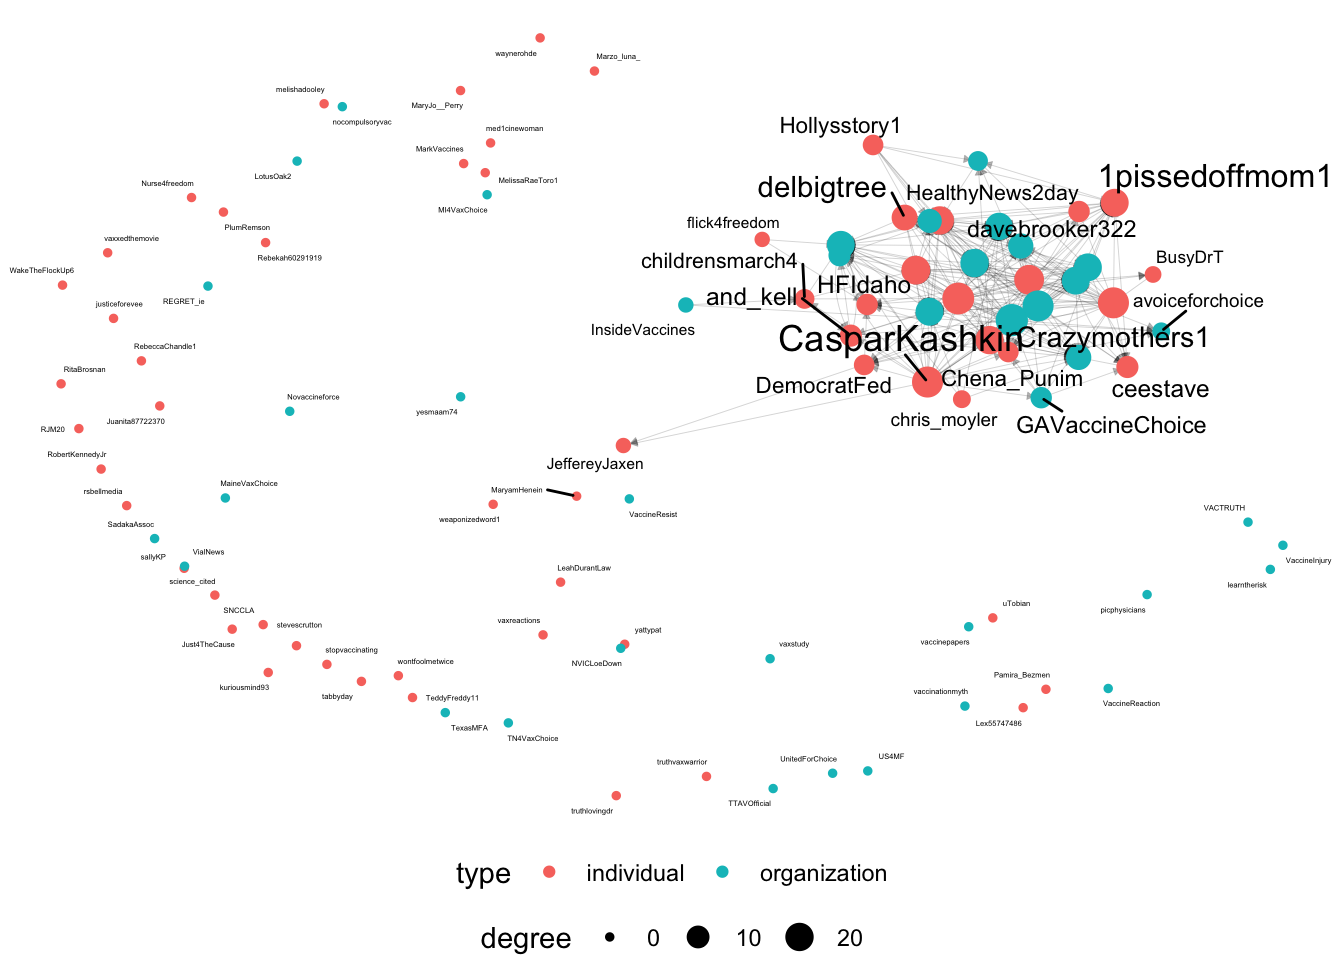 waynerohde
Marzo_luna_
melishadooley
MaryJo__Perry
nocompulsoryvac
Hollysstory1
med1cinewoman
MarkVaccines
LotusOak2
MelissaRaeToro1
1pissedoffmom1
Nurse4freedom
delbigtree
HealthyNews2day
MI4VaxChoice
flick4freedom
PlumRemson
davebrooker322
vaxxedthemovie
Rebekah60291919
childrensmarch4
BusyDrT
WakeTheFlockUp6
HFIdaho
and_kell
avoiceforchoice
justiceforevee
REGRET_ie
InsideVaccines
CasparKashkin
Crazymothers1
RebeccaChandle1
RitaBrosnan
DemocratFed
Chena_Punim
ceestave
Novaccineforce
yesmaam74
chris_moyler
GAVaccineChoice
Juanita87722370
RJM20
RobertKennedyJr
JeffereyJaxen
MaineVaxChoice
rsbellmedia
MaryamHenein
weaponizedword1
VaccineResist
VACTRUTH
SadakaAssoc
sallyKP
VialNews
VaccineInjury
science_cited
LeahDurantLaw
learntherisk
SNCCLA
uTobian
picphysicians
Just4TheCause
stevescrutton
vaxreactions
yattypat
vaccinepapers
stopvaccinating
wontfoolmetwice
NVICLoeDown
vaxstudy
kuriousmind93
tabbyday
TeddyFreddy11
Pamira_Bezmen
vaccinationmyth
VaccineReaction
TexasMFA
TN4VaxChoice
Lex55747486
truthvaxwarrior
UnitedForChoice
US4MF
truthlovingdr
TTAVOfficial
type individual organization
degree 0 10 20